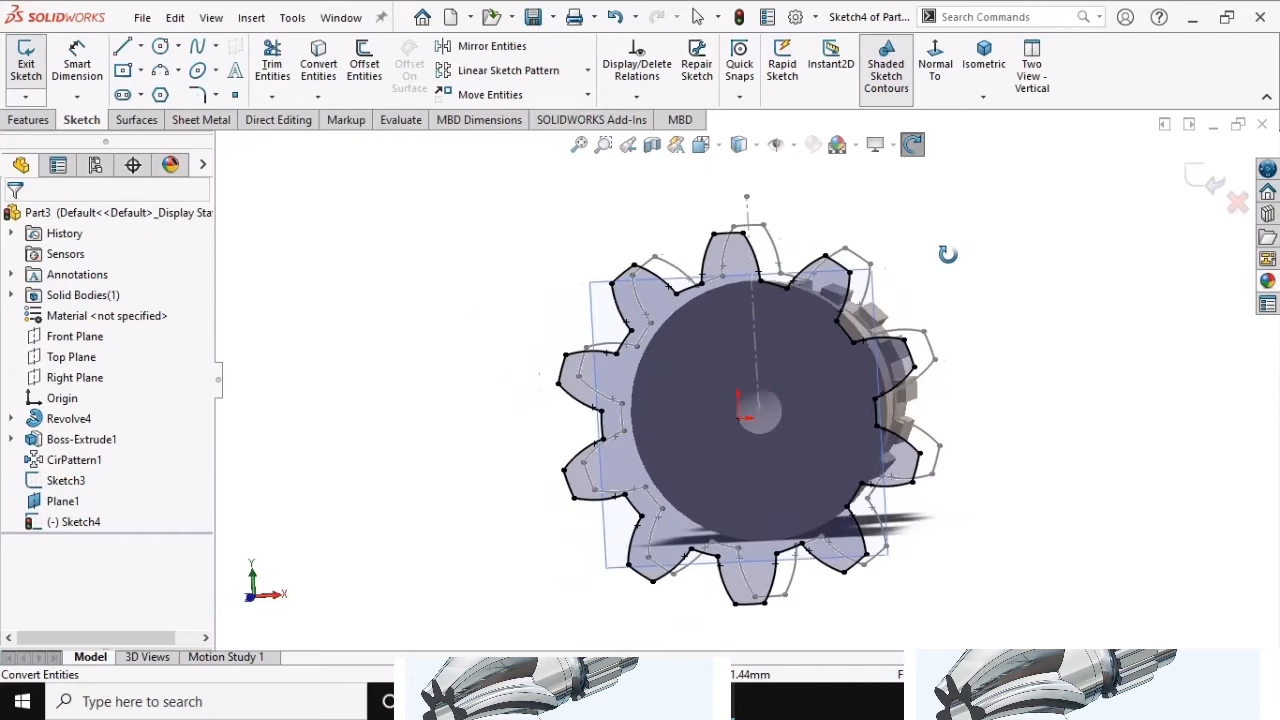 SOLIDWORKS File Edit View Insert Tools Window Sketch4 of Part... Search Commands
Exit Sketch
Smart Dimension
Trim Entities
Convert Entities
Offset Entities
Offset On Surface
Mirror Entities
Linear Sketch Pattern
Move Entities
Display/Delete Relations
Repair Sketch
Quick Snaps
Rapid Sketch
Instant2D
Shaded Sketch Contours
Normal To
Isometric
Two View - Vertical
Features Sketch Surfaces Sheet Metal Direct Editing Markup Evaluate MBD Dimensions SOLIDWORKS Add-Ins MBD
Part3 (Default<<Default>_Display Sta
History
Sensors
Annotations
Solid Bodies(1)
Material <not specified>
Front Plane
Top Plane
Right Plane
Origin
Revolve4
Boss-Extrude1
CirPattern1
Sketch3
Plane1
(-) Sketch4
Y
X
Model 3D Views Motion Study 1
Convert Entities 1.44mm F
Type here to search